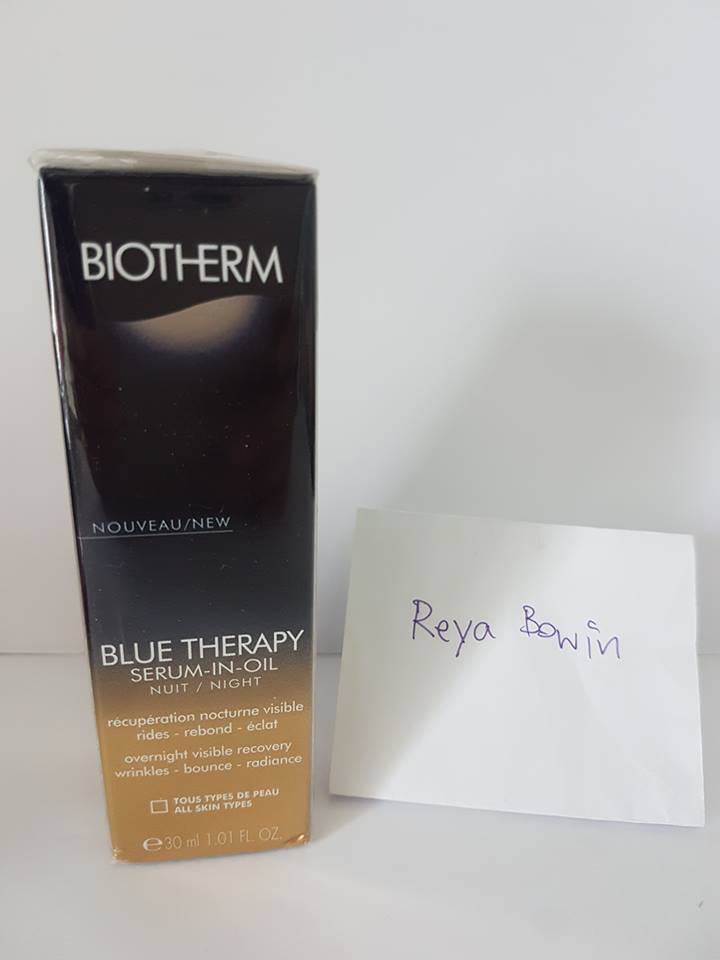 BIOTHERM
NOUVEAU/NEW
BLUE THERAPY
SERUM-IN-OIL
NUIT / NIGHT
récupération nocturne visible
rides - rebond - éclat
overnight visible recovery
wrinkles - bounce - radiance
TOUS TYPES DE PEAU
ALL SKIN TYPES
℮30 ml 1.01 FL. OZ.
Reya Bowin